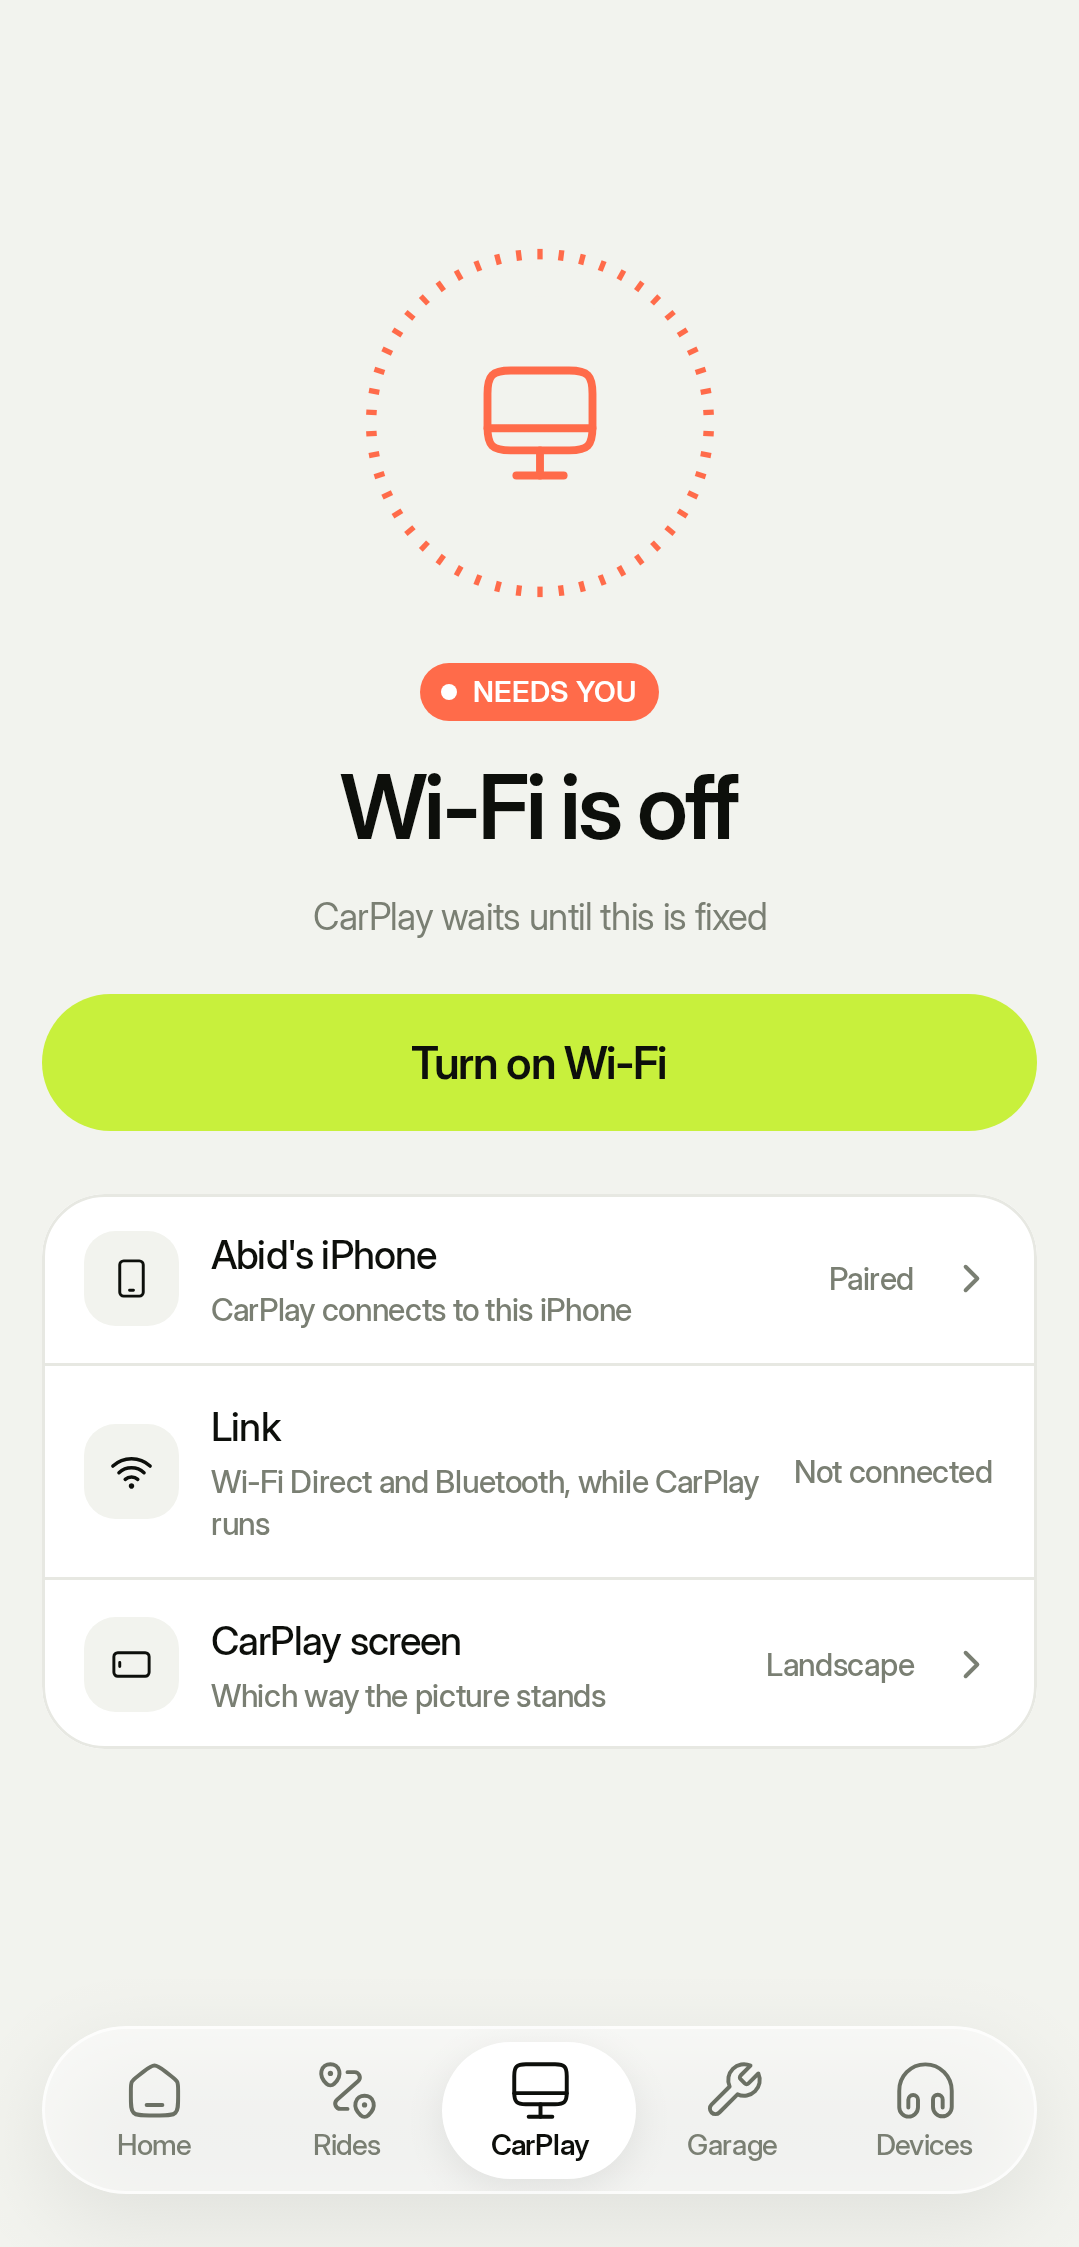 NEEDS YOU
Wi-Fi is off
CarPlay waits until this is fixed
Turn on Wi-Fi
Abid's iPhone
CarPlay connects to this iPhone
Paired
Link
Wi-Fi Direct and Bluetooth, while CarPlay
runs
Not connected
CarPlay screen
Which way the picture stands
Landscape
Home
Rides
CarPlay
Garage
Devices